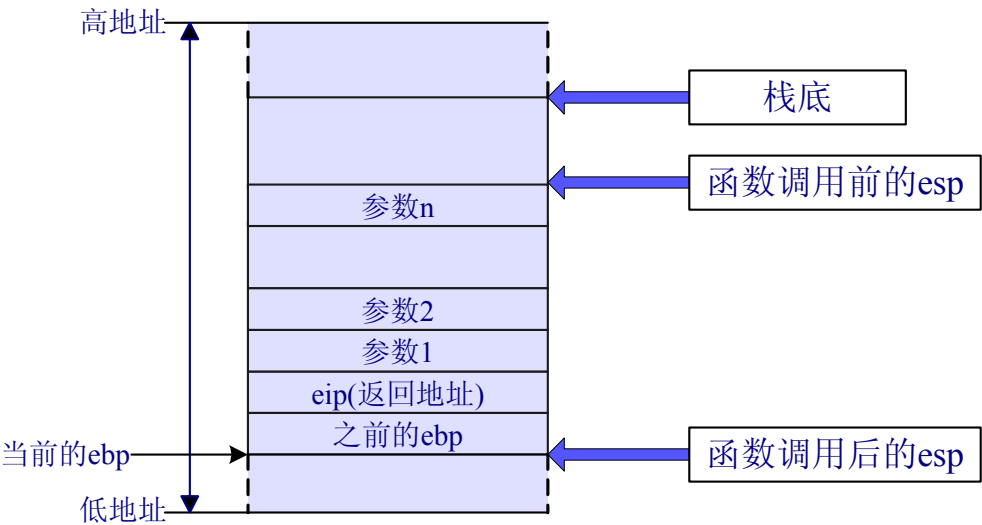 高地址
栈底
函数调用前的esp
参数n
参数2
参数1
eip(返回地址)
之前的ebp
当前的ebp
函数调用后的esp
低地址